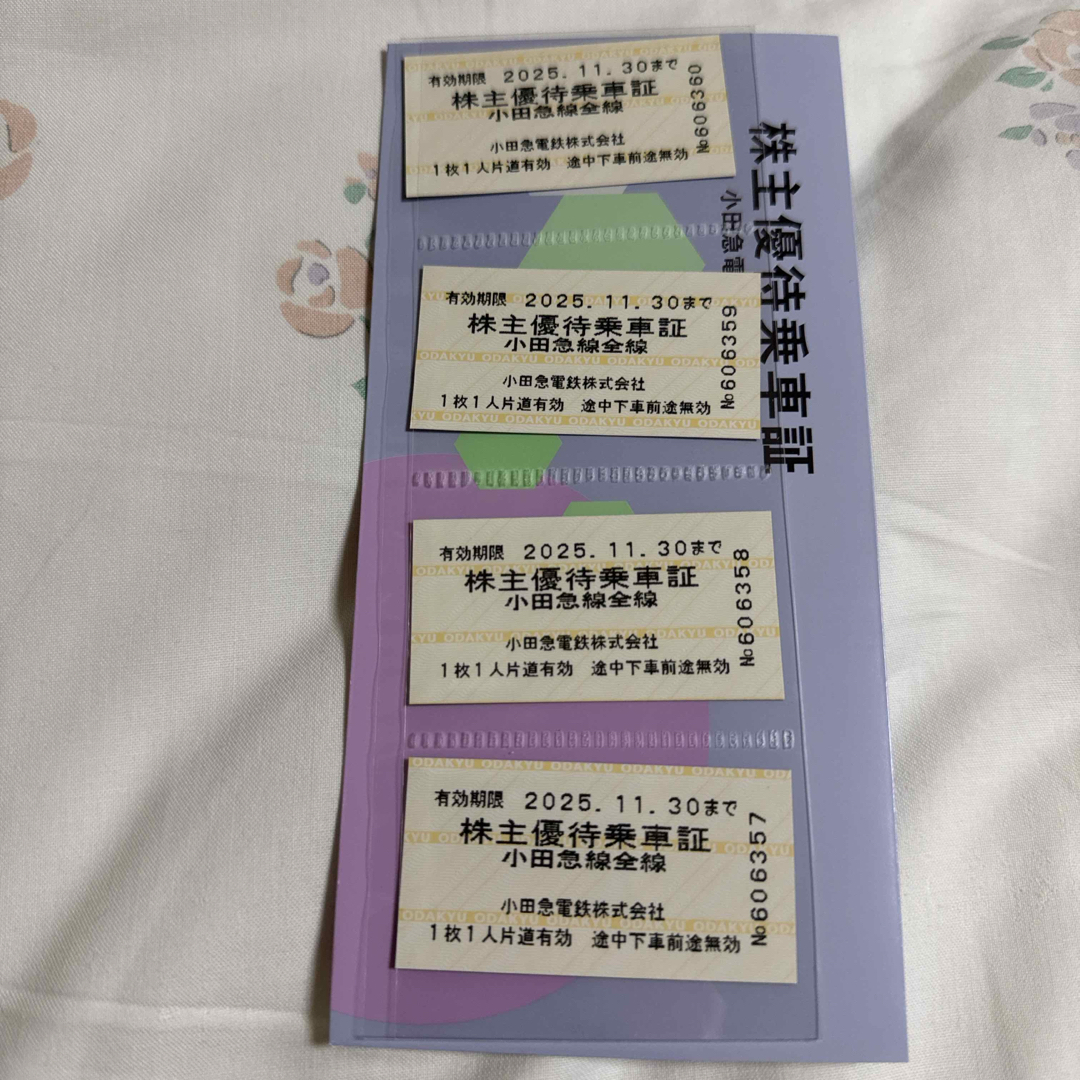 株主優待乗車証
小田急電
有効期限 2025.11.30まで
株主優待乗車証
小田急線全線
小田急電鉄株式会社
1枚1人片道有効 途中下車前途無効
№606360
有効期限 2025.11.30まで
株主優待乗車証
小田急線全線
小田急電鉄株式会社
1枚1人片道有効 途中下車前途無効
№606359
有効期限 2025.11.30まで
株主優待乗車証
小田急線全線
小田急電鉄株式会社
1枚1人片道有効 途中下車前途無効
№606358
有効期限 2025.11.30まで
株主優待乗車証
小田急線全線
小田急電鉄株式会社
1枚1人片道有効 途中下車前途無効
№606357